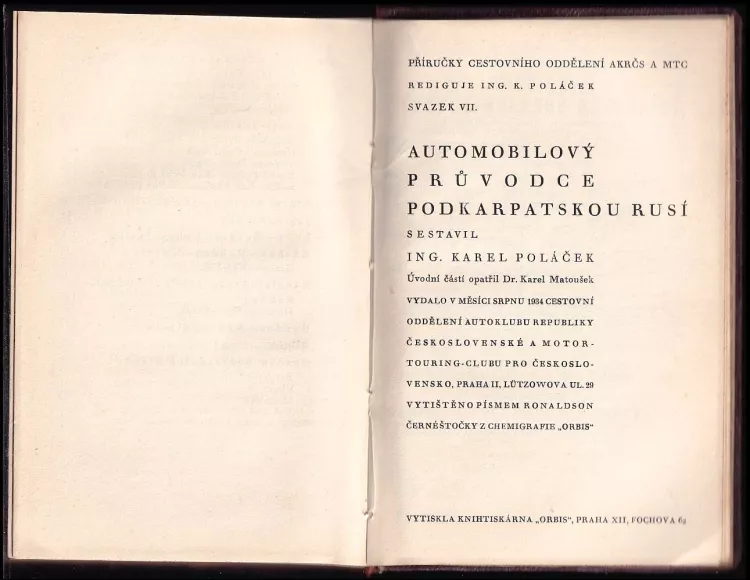 PŘÍRUČKY CESTOVNÍHO ODDĚLENÍ AKRČS A MTC
REDIGUJE ING. K. POLÁČEK
SVAZEK VII.
AUTOMOBILOVÝ
PRŮVODCE
PODKARPATSKOU RUSÍ
SESTAVIL
ING. KAREL POLÁČEK
Úvodní částí opatřil Dr. Karel Matoušek
VYDALO V MĚSÍCI SRPNU 1934 CESTOVNÍ
ODDĚLENÍ AUTOKLUBU REPUBLIKY
ČESKOSLOVENSKÉ A MOTOR-
TOURING-CLUBU PRO ČESKOSLO-
VENSKO, PRAHA II, LÜTZOWOVA UL. 29
VYTIŠTĚNO PÍSMEM RONALDSON
ČERNÉ ŠTOČKY Z CHEMIGRAFIE „ORBIS“
VYTISKLA KNIHTISKÁRNA „ORBIS“, PRAHA XII, FOCHOVA 62